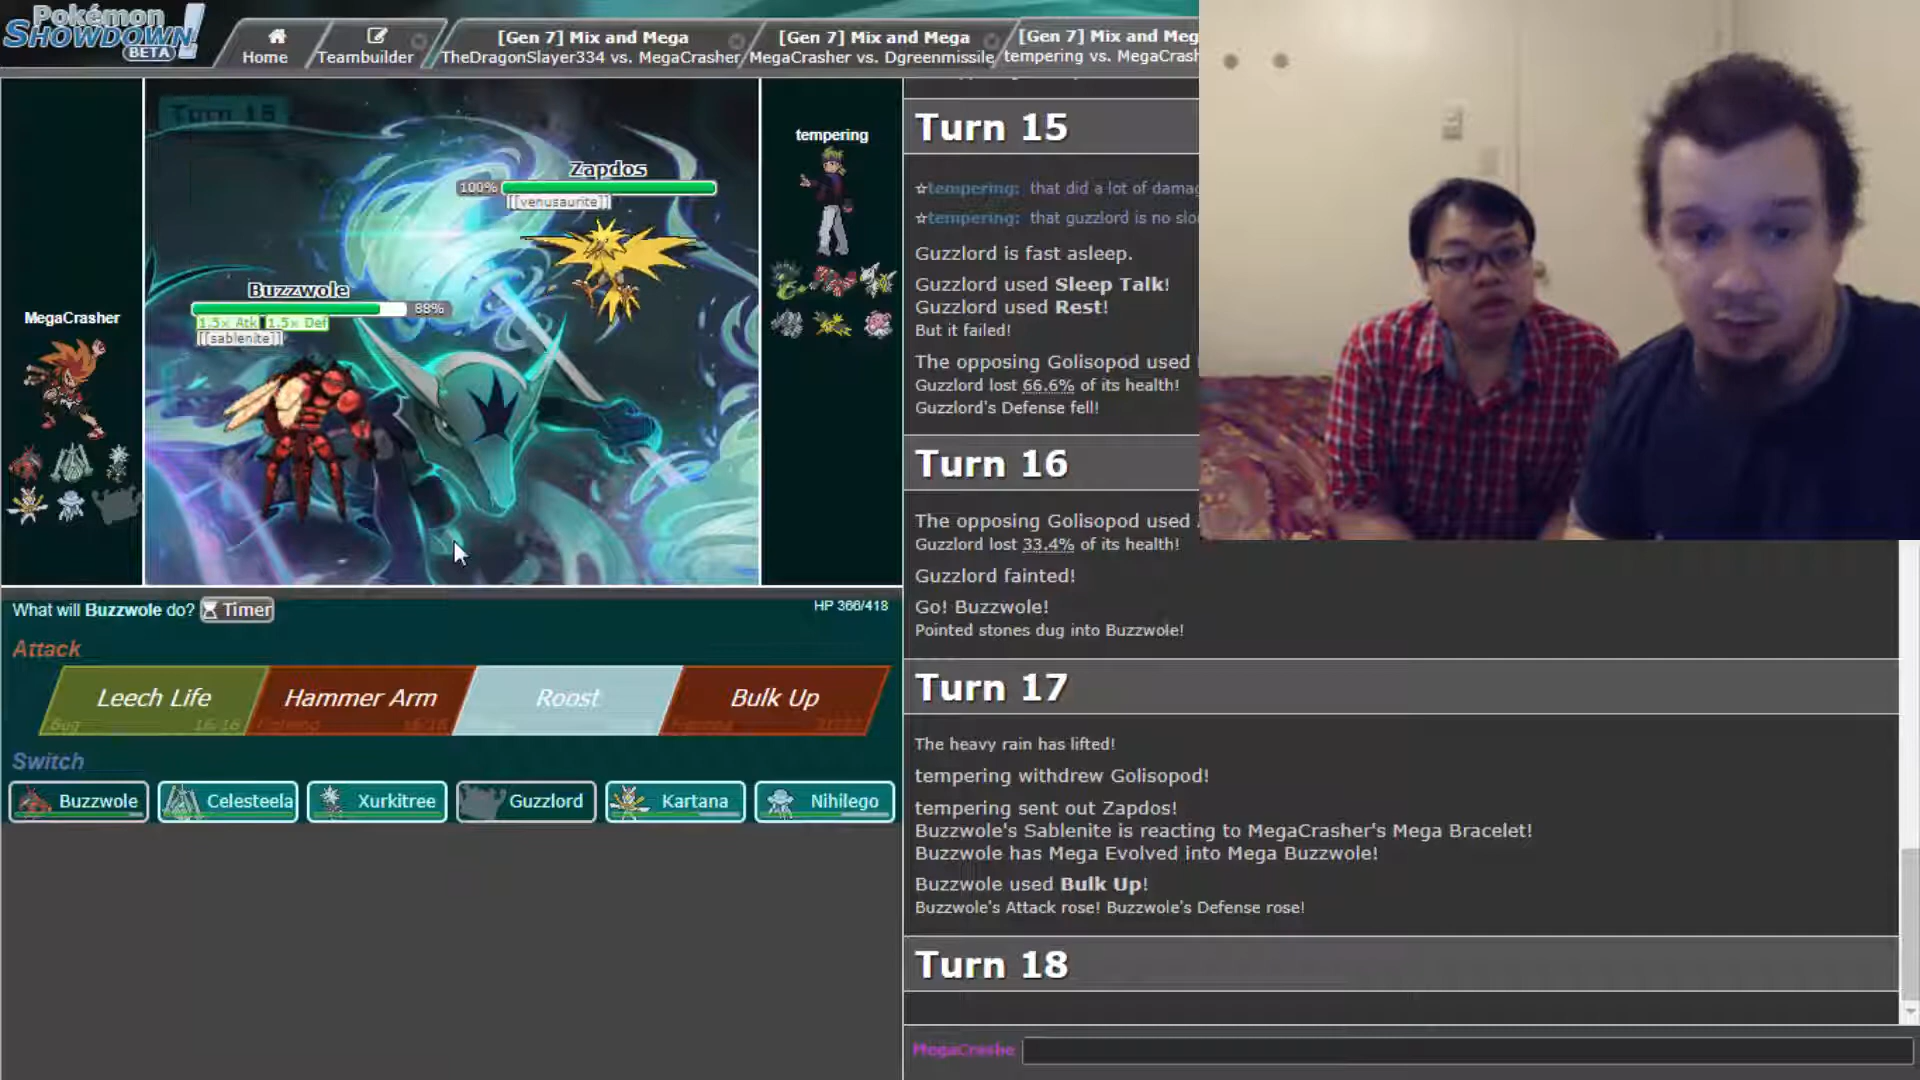 Pokémon
SHOWDOWN!
BETA
Home
Teambuilder
[Gen 7] Mix and Mega
TheDragonSlayer334 vs. MegaCrasher
[Gen 7] Mix and Mega
MegaCrasher vs. Dgreenmissile
[Gen 7] Mix and Meg
tempering vs. MegaCrash
MegaCrasher
tempering
Zapdos
100%
[[venusaurite]]
Buzzwole
88%
1.5× Atk 1.5× Def
[[sablenite]]
What will Buzzwole do? Timer
HP 366/418
Attack
Leech Life
Bug 16/16
Hammer Arm
Roost
Bulk Up
Switch
Buzzwole
Celesteela
Xurkitree
Guzzlord
Kartana
Nihilego
Turn 15
☆tempering: that did a lot of damag
☆tempering: that guzzlord is no slo
Guzzlord is fast asleep.
Guzzlord used Sleep Talk!
Guzzlord used Rest!
But it failed!
The opposing Golisopod used
Guzzlord lost 66.6% of its health!
Guzzlord's Defense fell!
Turn 16
The opposing Golisopod used
Guzzlord lost 33.4% of its health!
Guzzlord fainted!
Go! Buzzwole!
Pointed stones dug into Buzzwole!
Turn 17
The heavy rain has lifted!
tempering withdrew Golisopod!
tempering sent out Zapdos!
Buzzwole's Sablenite is reacting to MegaCrasher's Mega Bracelet!
Buzzwole has Mega Evolved into Mega Buzzwole!
Buzzwole used Bulk Up!
Buzzwole's Attack rose! Buzzwole's Defense rose!
Turn 18
MegaCrashe